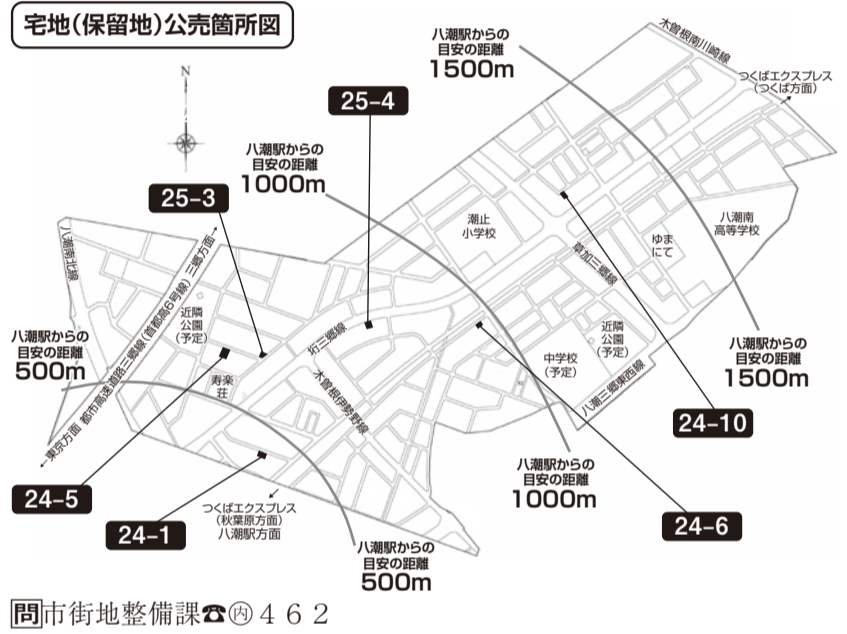 宅地(保留地)公売箇所図
N
八潮駅からの
目安の距離
1500m
木曽根南川崎線
つくばエクスプレス
(つくば方面)
25-4
八潮駅からの
目安の距離
1000m
25-3
潮止
小学校
八潮南
高等学校
ゆま
にて
草加三郷線
八潮南北線
都市高速道路三郷線(首都高6号線) 三郷方面→
←東京方面
近隣
公園
(予定)
八潮駅からの
目安の距離
500m
寿楽
荘
垳三郷線
木曽根伊勢野線
中学校
(予定)
近隣
公園
(予定)
八潮三郷東西線
八潮駅からの
目安の距離
1500m
24-10
24-5
24-1
つくばエクスプレス
(秋葉原方面)
八潮駅方面
八潮駅からの
目安の距離
1000m
24-6
八潮駅からの
目安の距離
500m
問市街地整備課☎㊅462